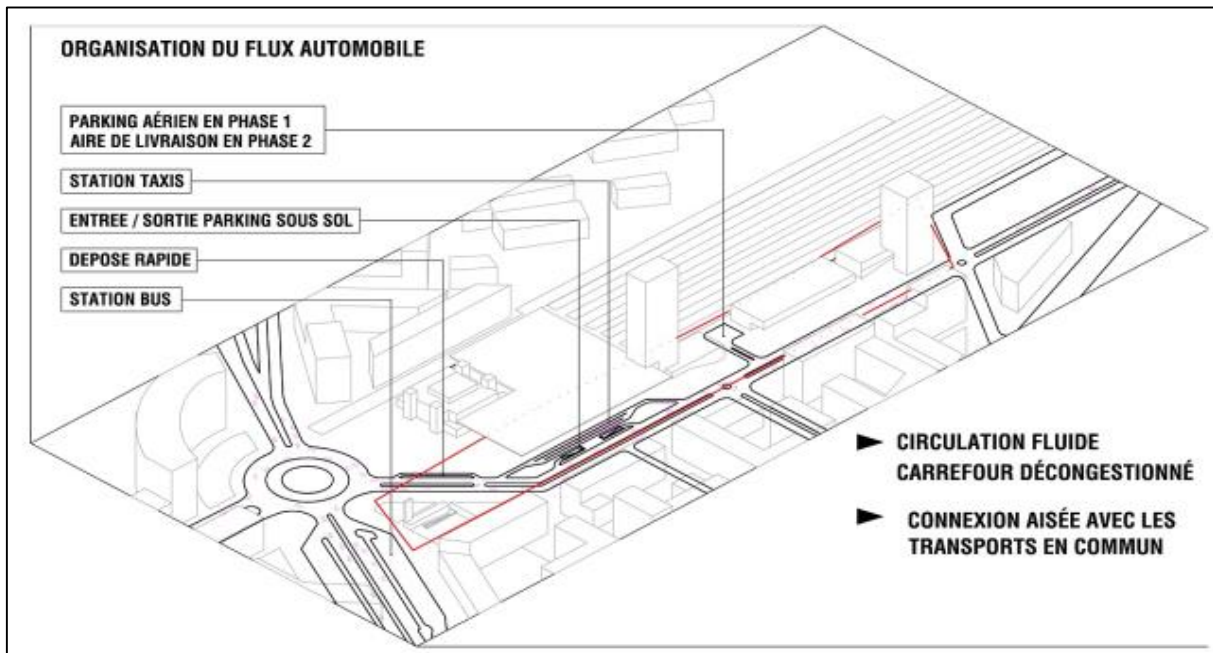 ORGANISATION DU FLUX AUTOMOBILE
PARKING AÉRIEN EN PHASE 1
AIRE DE LIVRAISON EN PHASE 2
STATION TAXIS
ENTREE / SORTIE PARKING SOUS SOL
DEPOSE RAPIDE
STATION BUS
► CIRCULATION FLUIDE
CARREFOUR DÉCONGESTIONNÉ
► CONNEXION AISÉE AVEC LES
TRANSPORTS EN COMMUN